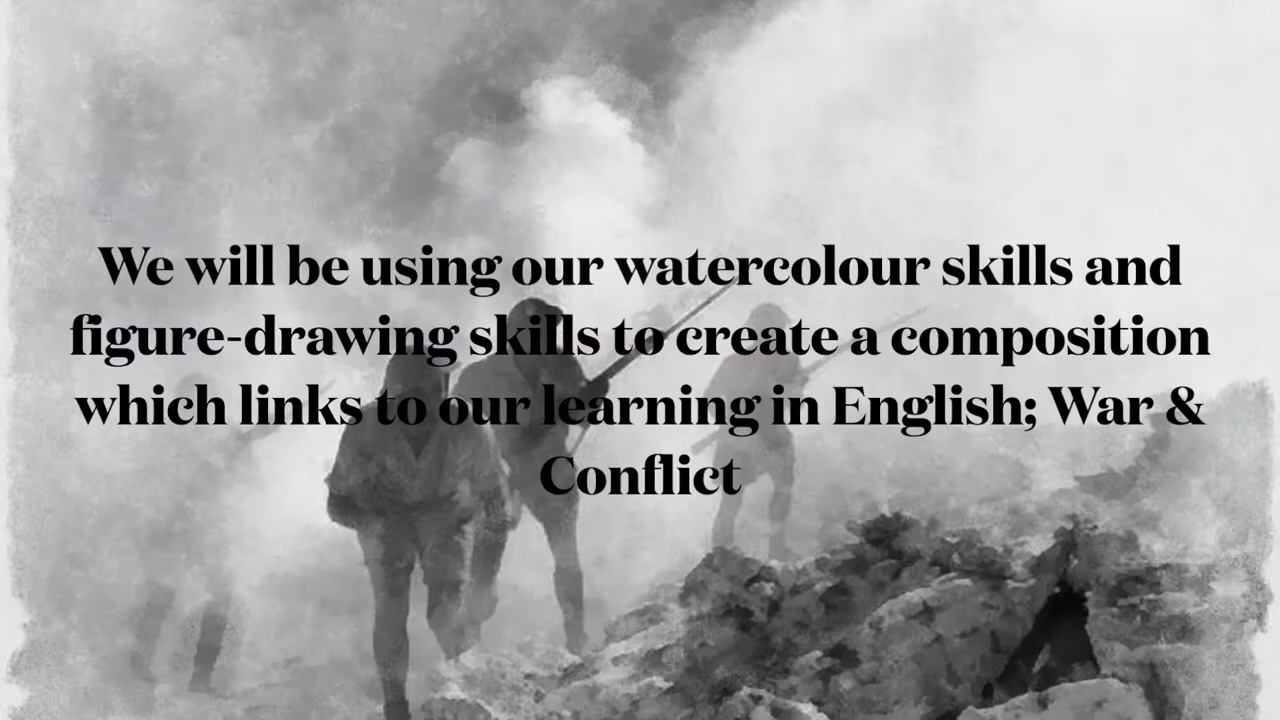 We will be using our watercolour skills and
figure-drawing skills to create a composition
which links to our learning in English; War &
Conflict